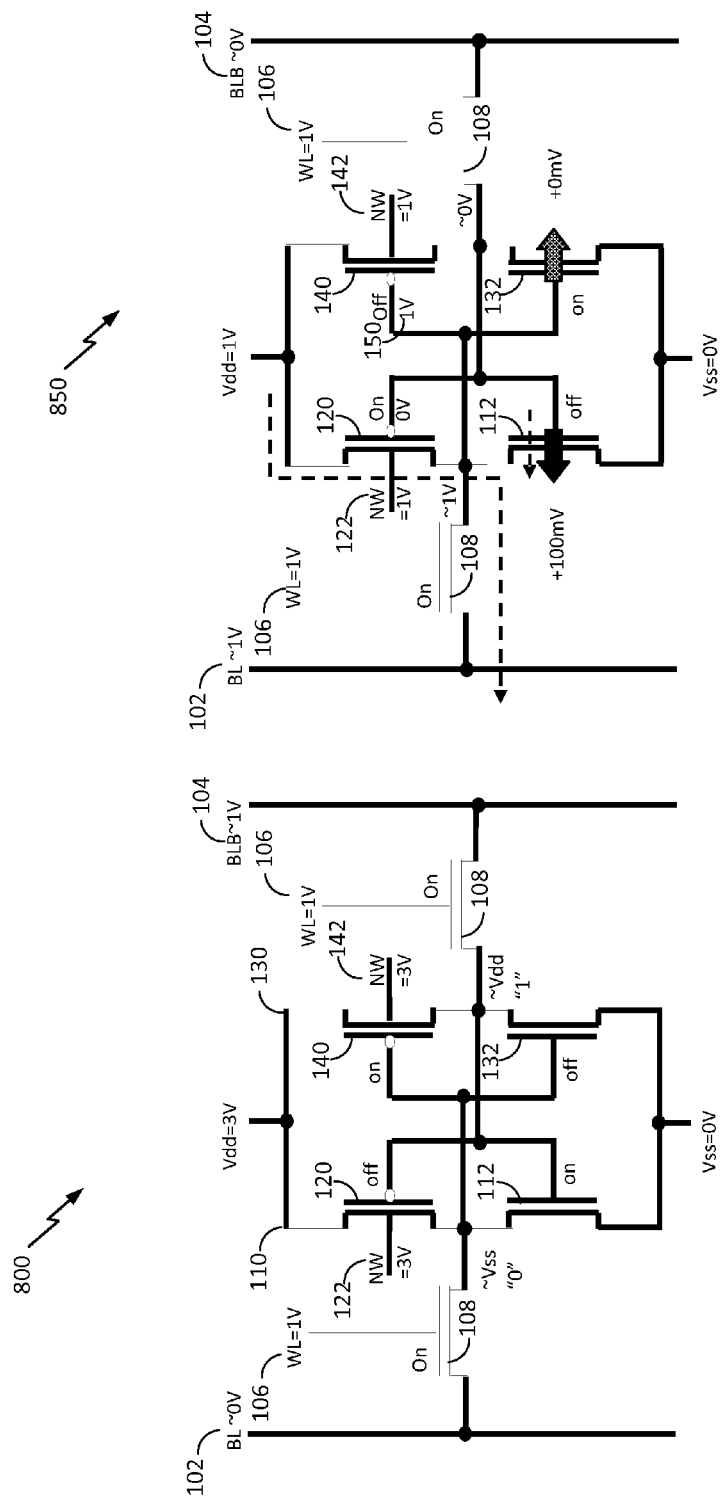 800
102
BL ~0V
106
WL=1V
On
108
110
Vdd=3V
130
122
NW
=3V
120
off
140
on
142
NW
=3V
~Vss
"0"
~Vdd
"1"
112
on
132
off
Vss=0V
106
WL=1V
On
108
104
BLB~1V
850
102
BL ~1V
106
WL=1V
On
108
Vdd=1V
122
NW
=1V
120
On
0V
140
150
Off
1V
142
NW
=1V
~1V
~0V
112
off
132
on
+100mV
+0mV
Vss=0V
106
WL=1V
On
108
104
BLB ~0V